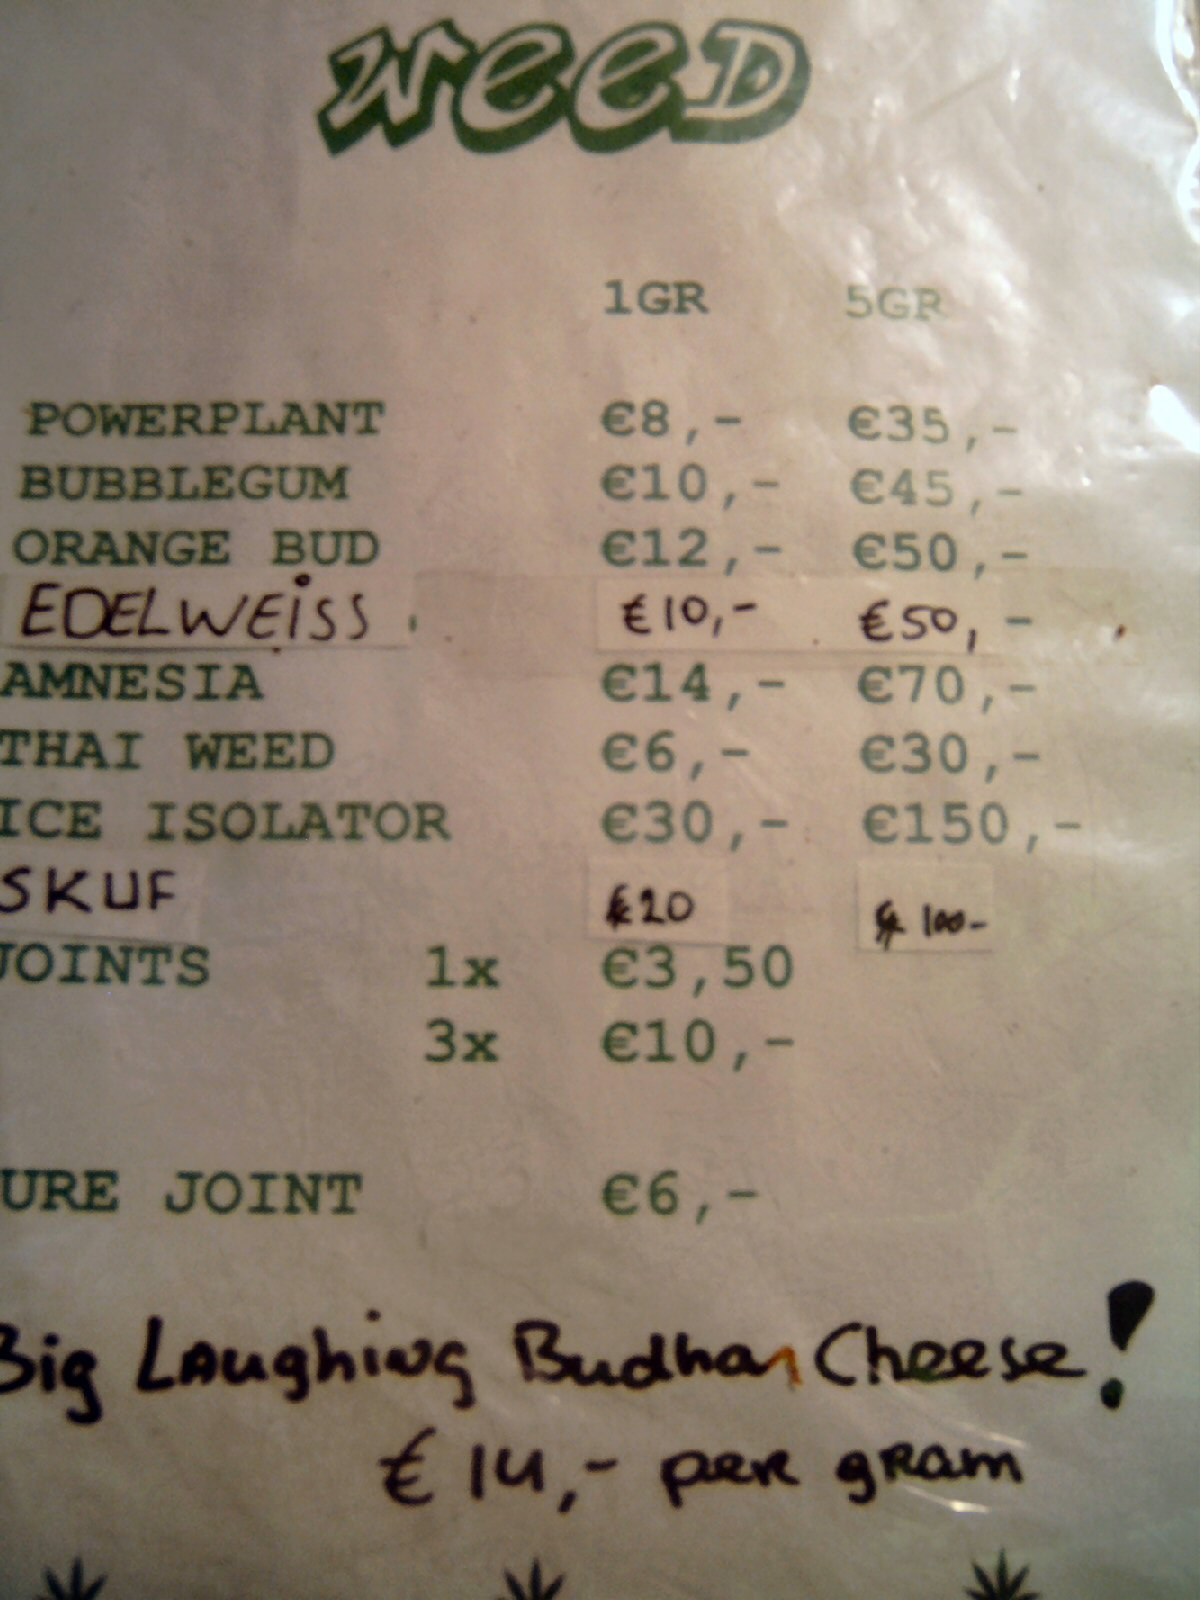 WEED
1GR 5GR
POWERPLANT €8,- €35,-
BUBBLEGUM €10,- €45,-
ORANGE BUD €12,- €50,-
EDELWEiSS €10,- €50,-
AMNESIA €14,- €70,-
THAI WEED €6,- €30,-
ICE ISOLATOR €30,- €150,-
SKUF €20 € 100-
JOINTS 1x €3,50
3x €10,-
URE JOINT €6,-
Big Laughing Budhan Cheese!
€ 14,- per gram